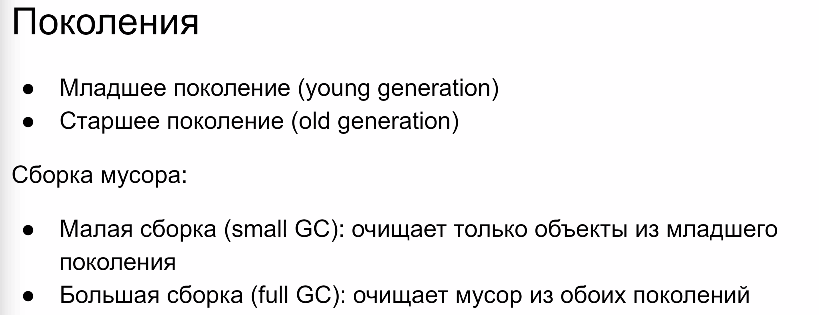 Поколения
● Младшее поколение (young generation)
● Старшее поколение (old generation)
Сборка мусора:
● Малая сборка (small GC): очищает только объекты из младшего
поколения
● Большая сборка (full GC): очищает мусор из обоих поколений